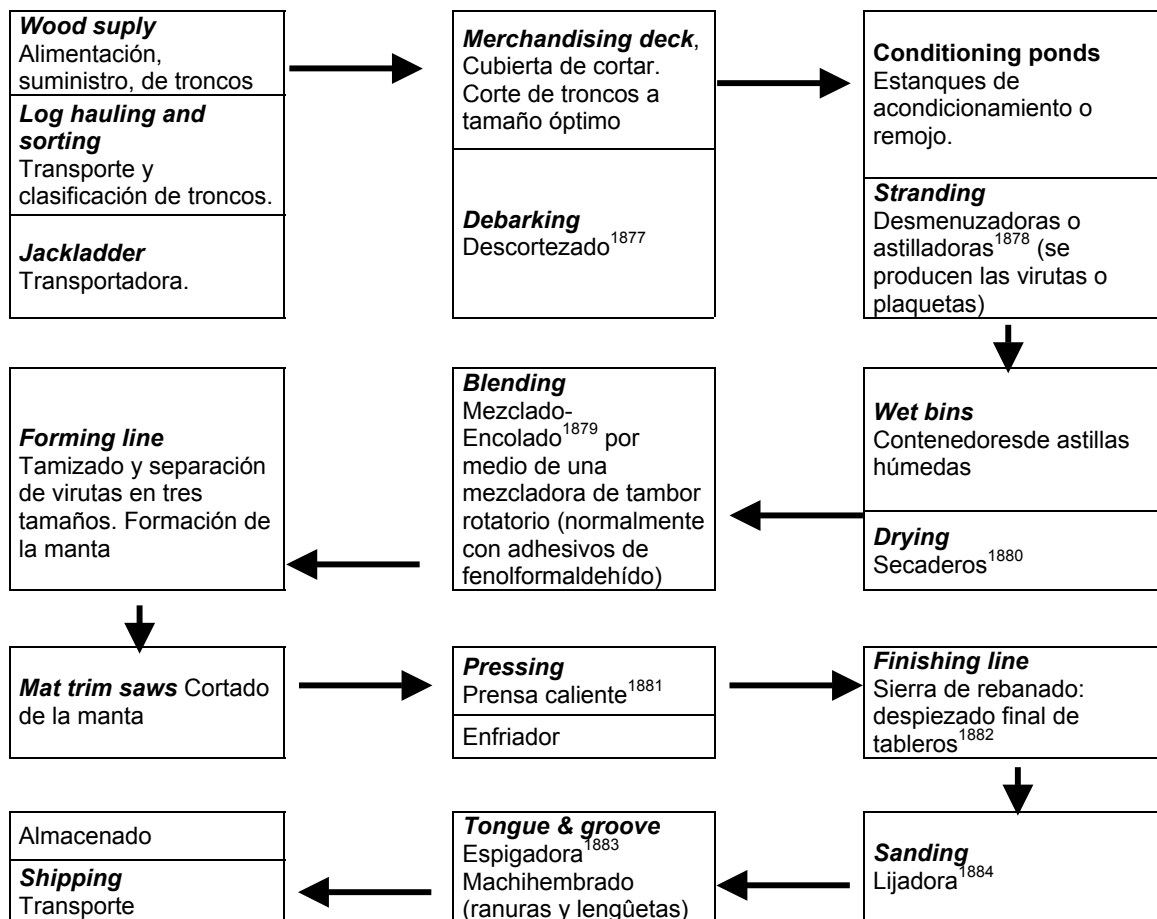 Wood suply
Alimentación,
suministro, de troncos
Log hauling and
sorting
Transporte y
clasificación de troncos.
Jackladder
Transportadora.
Merchandising deck,
Cubierta de cortar.
Corte de troncos a
tamaño óptimo
Debarking
Descortezado1877
Conditioning ponds
Estanques de
acondicionamiento o
remojo.
Stranding
Desmenuzadoras o
astilladoras1878 (se
producen las virutas o
plaquetas)
Forming line
Tamizado y separación
de virutas en tres
tamaños. Formación de
la manta
Blending
Mezclado-
Encolado1879 por
medio de una
mezcladora de tambor
rotatorio (normalmente
con adhesivos de
fenolformaldehído)
Wet bins
Contenedoresde astillas
húmedas
Drying
Secaderos1880
Mat trim saws Cortado
de la manta
Pressing
Prensa caliente1881
Enfriador
Finishing line
Sierra de rebanado:
despiezado final de
tableros1882
Almacenado
Shipping
Transporte
Tongue & groove
Espigadora1883
Machihembrado
(ranuras y lengûetas)
Sanding
Lijadora1884